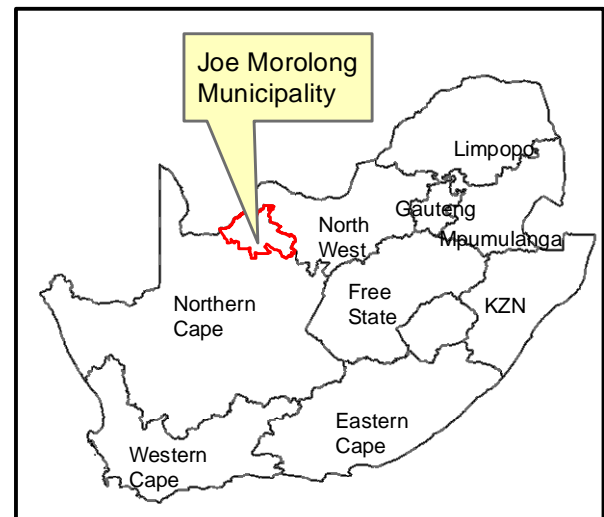 Joe Morolong
Municipality
Limpopo
Gauteng
North
West
Mpumulanga
Northern
Cape
Free
State
KZN
Eastern
Cape
Western
Cape